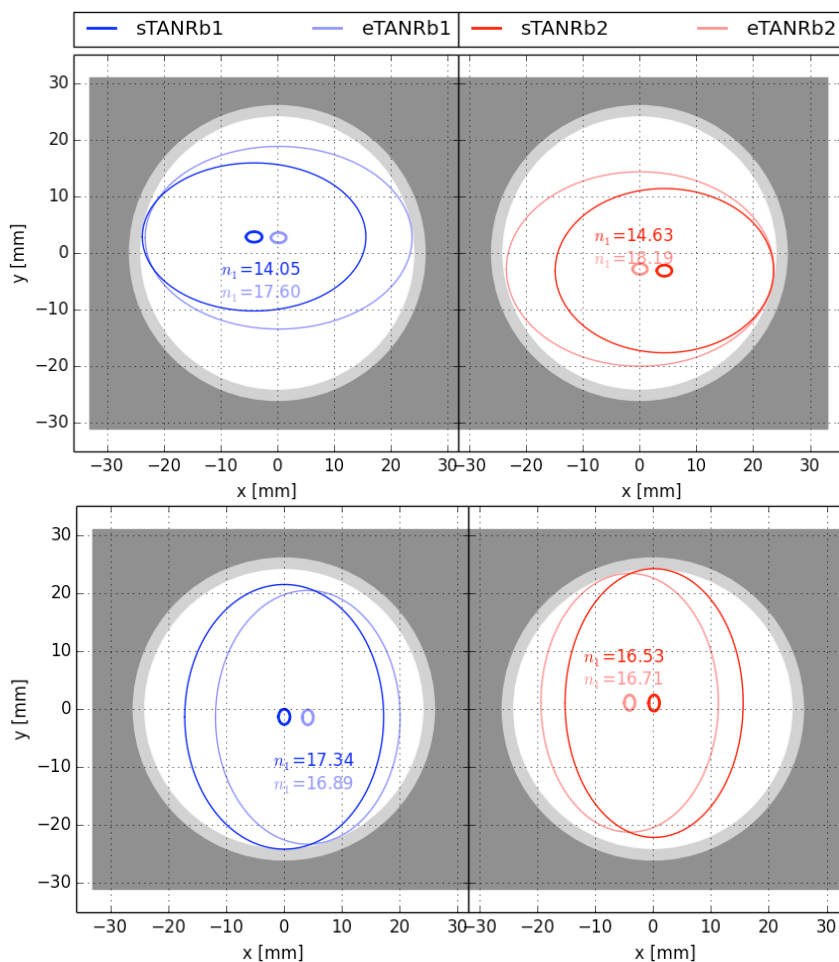 sTANRb1 eTANRb1 sTANRb2 eTANRb2
30
20
10
0
−10
−20
−30
y [mm]
n₁=14.05
n₁=17.60
n₁=14.63
n₁=18.19
−30 −20 −10 0 10 20 30 −30 −20 −10 0 10 20 30
x [mm] x [mm]
30
20
10
0
−10
−20
−30
y [mm]
n₁=16.53
n₁=16.71
n₁=17.34
n₁=16.89
−30 −20 −10 0 10 20 30 −30 −20 −10 0 10 20 30
x [mm] x [mm]